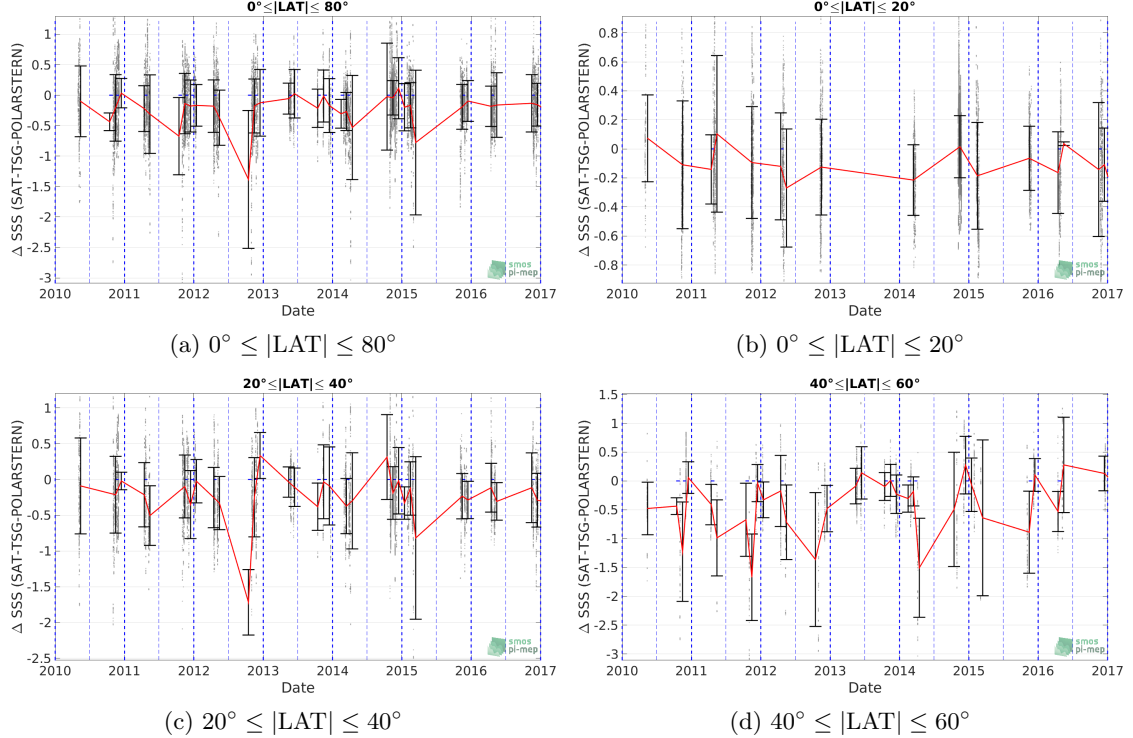 0°≤|LAT|≤ 80°
Δ SSS (SAT-TSG-POLARSTERN)
1
0.5
0
-0.5
-1
-1.5
-2
-2.5
-3
2010 2011 2012 2013 2014 2015 2016 2017
Date
smos
pi-mep
(a) 0° ≤ |LAT| ≤ 80°
0°≤|LAT|≤ 20°
Δ SSS (SAT-TSG-POLARSTERN)
0.8
0.6
0.4
0.2
0
-0.2
-0.4
-0.6
-0.8
2010 2011 2012 2013 2014 2015 2016 2017
Date
smos
pi-mep
(b) 0° ≤ |LAT| ≤ 20°
20°≤|LAT|≤ 40°
Δ SSS (SAT-TSG-POLARSTERN)
1
0.5
0
-0.5
-1
-1.5
-2
-2.5
2010 2011 2012 2013 2014 2015 2016 2017
Date
smos
pi-mep
(c) 20° ≤ |LAT| ≤ 40°
40°≤|LAT|≤ 60°
Δ SSS (SAT-TSG-POLARSTERN)
1.5
1
0.5
0
-0.5
-1
-1.5
-2
-2.5
-3
2010 2011 2012 2013 2014 2015 2016 2017
Date
smos
pi-mep
(d) 40° ≤ |LAT| ≤ 60°